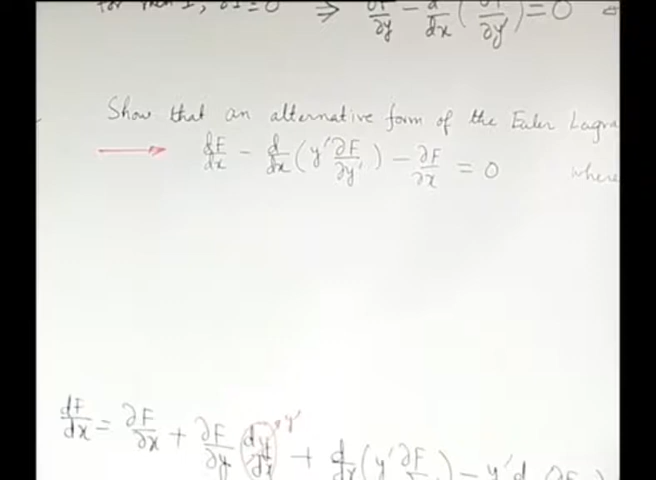 ⇒ ∂F/∂y − d/dx(∂F/∂y') = 0
Show that an alternative form of the Euler Lagra
dF/dx − d/dx(y'∂F/∂y') − ∂F/∂x = 0 where
dF/dx = ∂F/∂x + ∂F/∂y dy/dx y' + d/dx(y'∂F/) − y'd